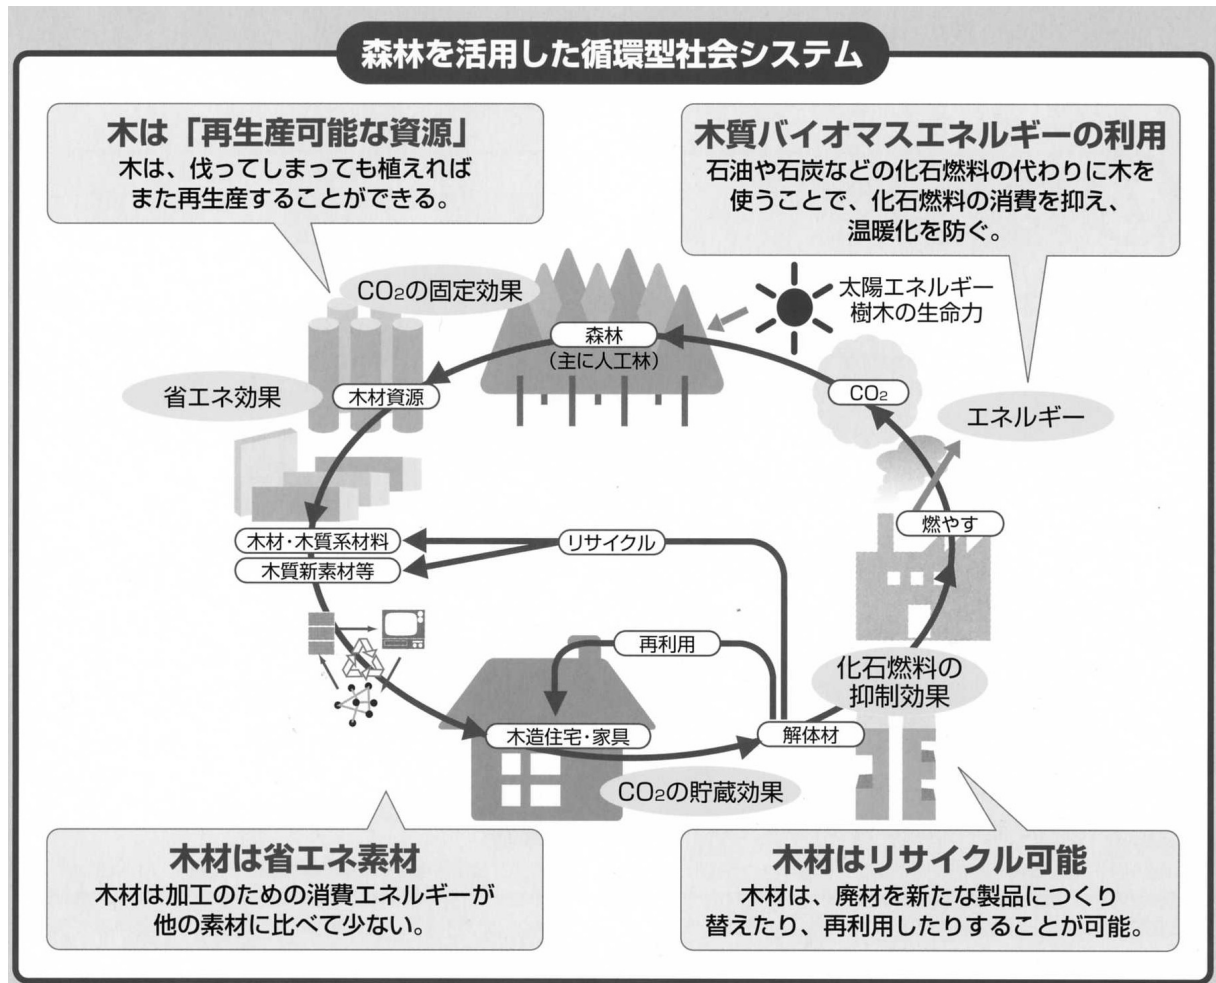 森林を活用した循環型社会システム
木は「再生産可能な資源」
木は、伐ってしまっても植えれば
また再生産することができる。
木質バイオマスエネルギーの利用
石油や石炭などの化石燃料の代わりに木を
使うことで、化石燃料の消費を抑え、
温暖化を防ぐ。
CO₂の固定効果
太陽エネルギー
樹木の生命力
森林
(主に人工林)
省エネ効果
木材資源
CO₂
エネルギー
燃やす
木材・木質系材料
リサイクル
木質新素材等
再利用
化石燃料の
抑制効果
木造住宅・家具
解体材
CO₂の貯蔵効果
木材は省エネ素材
木材は加工のための消費エネルギーが
他の素材に比べて少ない。
木材はリサイクル可能
木材は、廃材を新たな製品につくり
替えたり、再利用したりすることが可能。